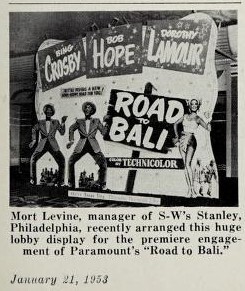 BING
CROSBY
BOB
HOPE
DOROTHY
LAMOUR
ROAD
TO
BALI
COLOR BY
TECHNICOLOR
Mort Levine, manager of S-W's Stanley,
Philadelphia, recently arranged this huge
lobby display for the premiere engage-
ment of Paramount's "Road to Bali."
January 21, 1953